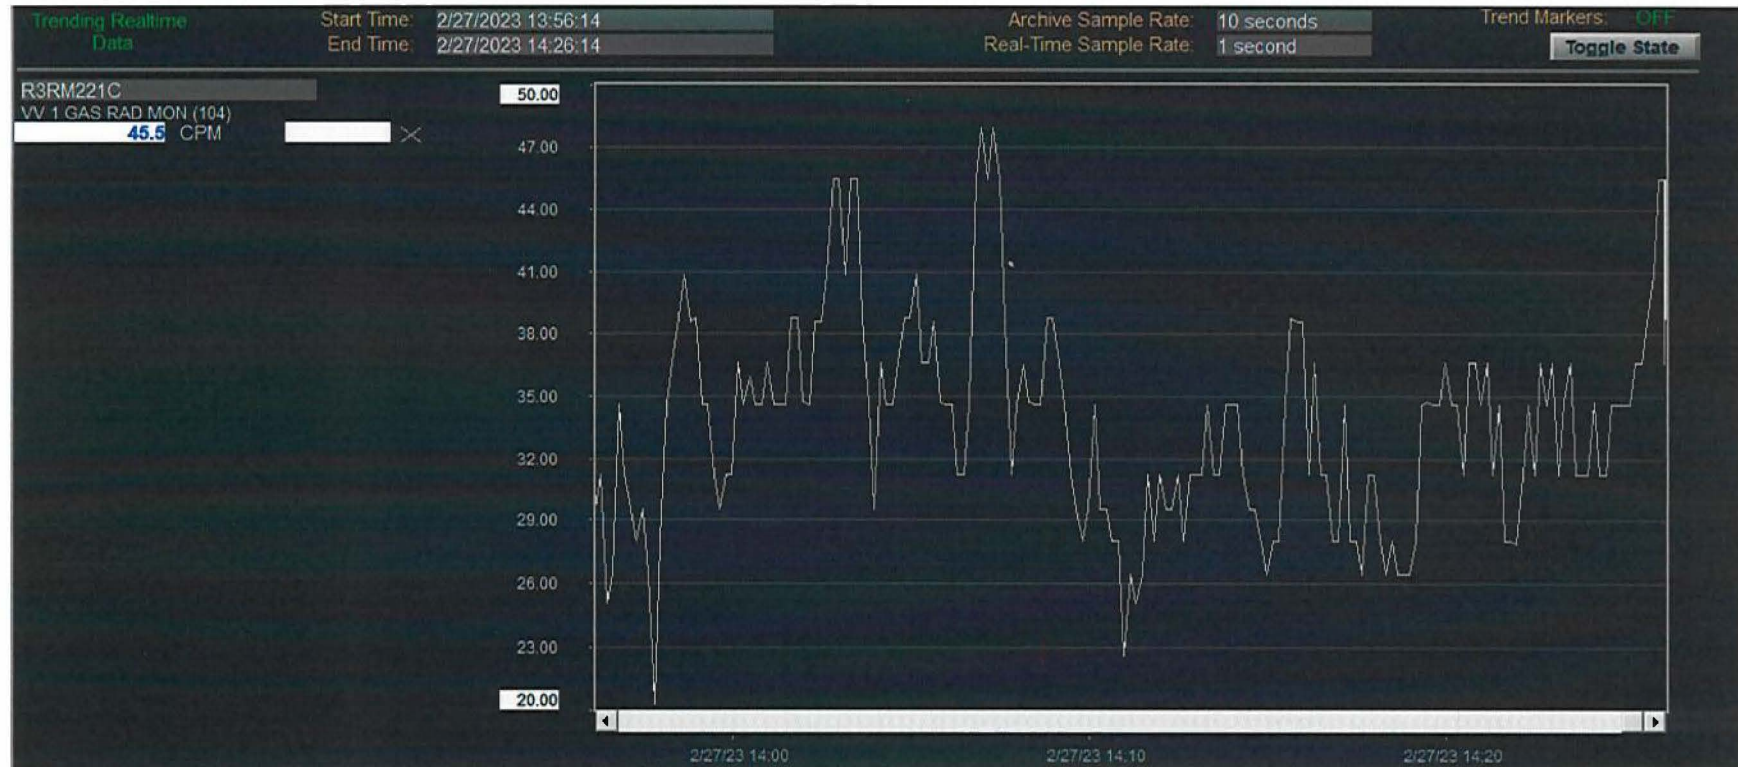 Trending Realtime Data
Start Time: 2/27/2023 13:56:14
End Time: 2/27/2023 14:26:14
Archive Sample Rate: 10 seconds
Real-Time Sample Rate: 1 second
Trend Markers: OFF
Toggle State
R3RM221C
VV 1 GAS RAD MON (104)
45.5 CPM
50.00
47.00
44.00
41.00
38.00
35.00
32.00
29.00
26.00
23.00
20.00
2/27/23 14:00
2/27/23 14:10
2/27/23 14:20